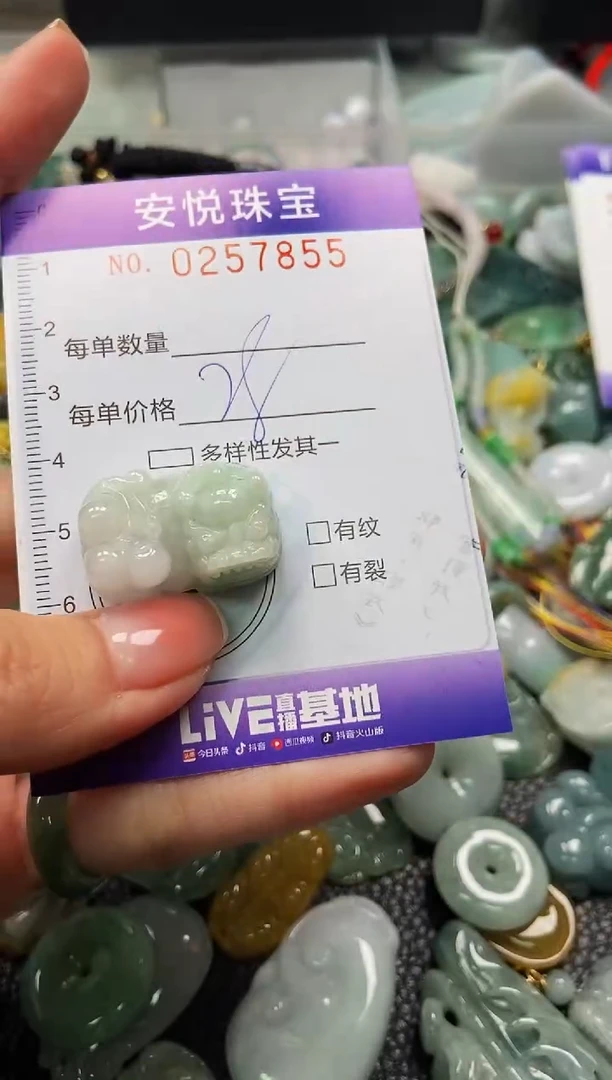 安悦珠宝
NO. 0257855
1
2
每单数量
3
每单价格
4
多样性发其一
5
有纹
有裂
6
LiVE直播基地
头条 今日头条 抖音 西瓜视频 抖音火山版